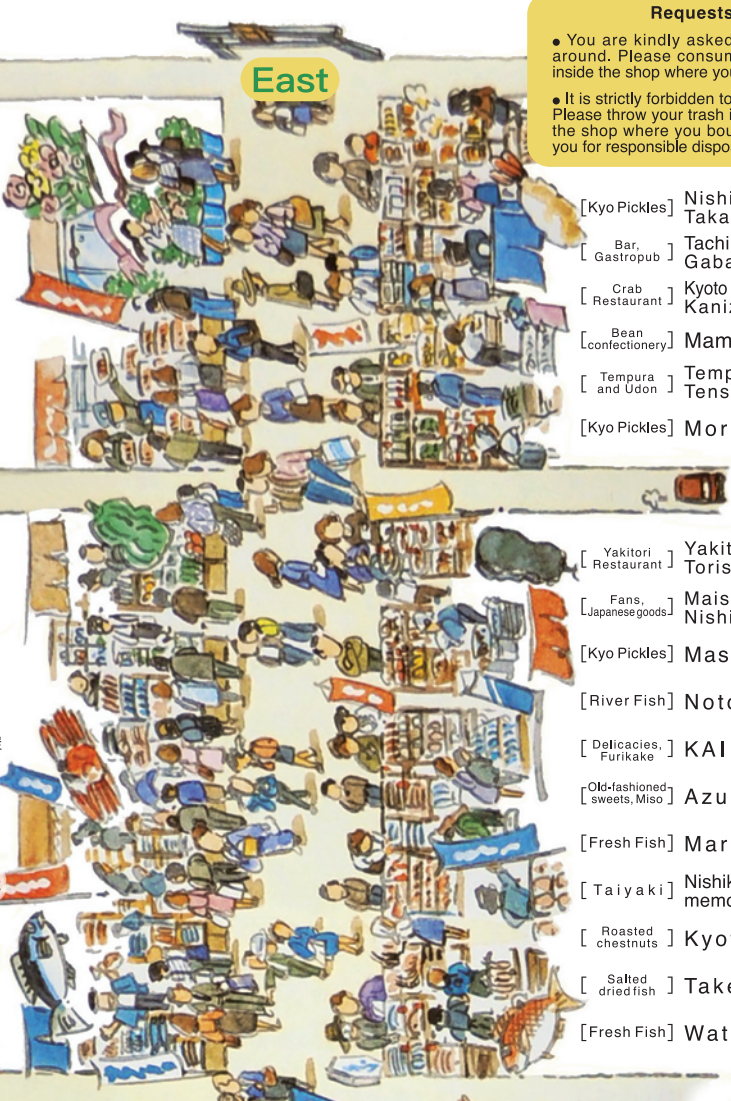 East
Requests
● You are kindly asked
around. Please consum
inside the shop where you
● It is strictly forbidden to
Please throw your trash i
the shop where you bou
you for responsible dispo
[Kyo Pickles] Nishi
Taka
[Bar, Gastropub] Tachi
Gaba
[Crab Restaurant] Kyoto
Kani
[Bean confectionery] Mam
[Tempura and Udon] Temp
Tens
[Kyo Pickles] Mor
[Yakitori Restaurant] Yakit
Toris
[Fans, Japanese goods] Mais
Nishi
[Kyo Pickles] Mas
[River Fish] Noto
[Delicacies, Furikake] KAI
[Old-fashioned sweets, Miso] Azu
[Fresh Fish] Mar
[Taiyaki] Nishik
memo
[Roasted chestnuts] Kyo
[Salted dried fish] Take
[Fresh Fish] Wat